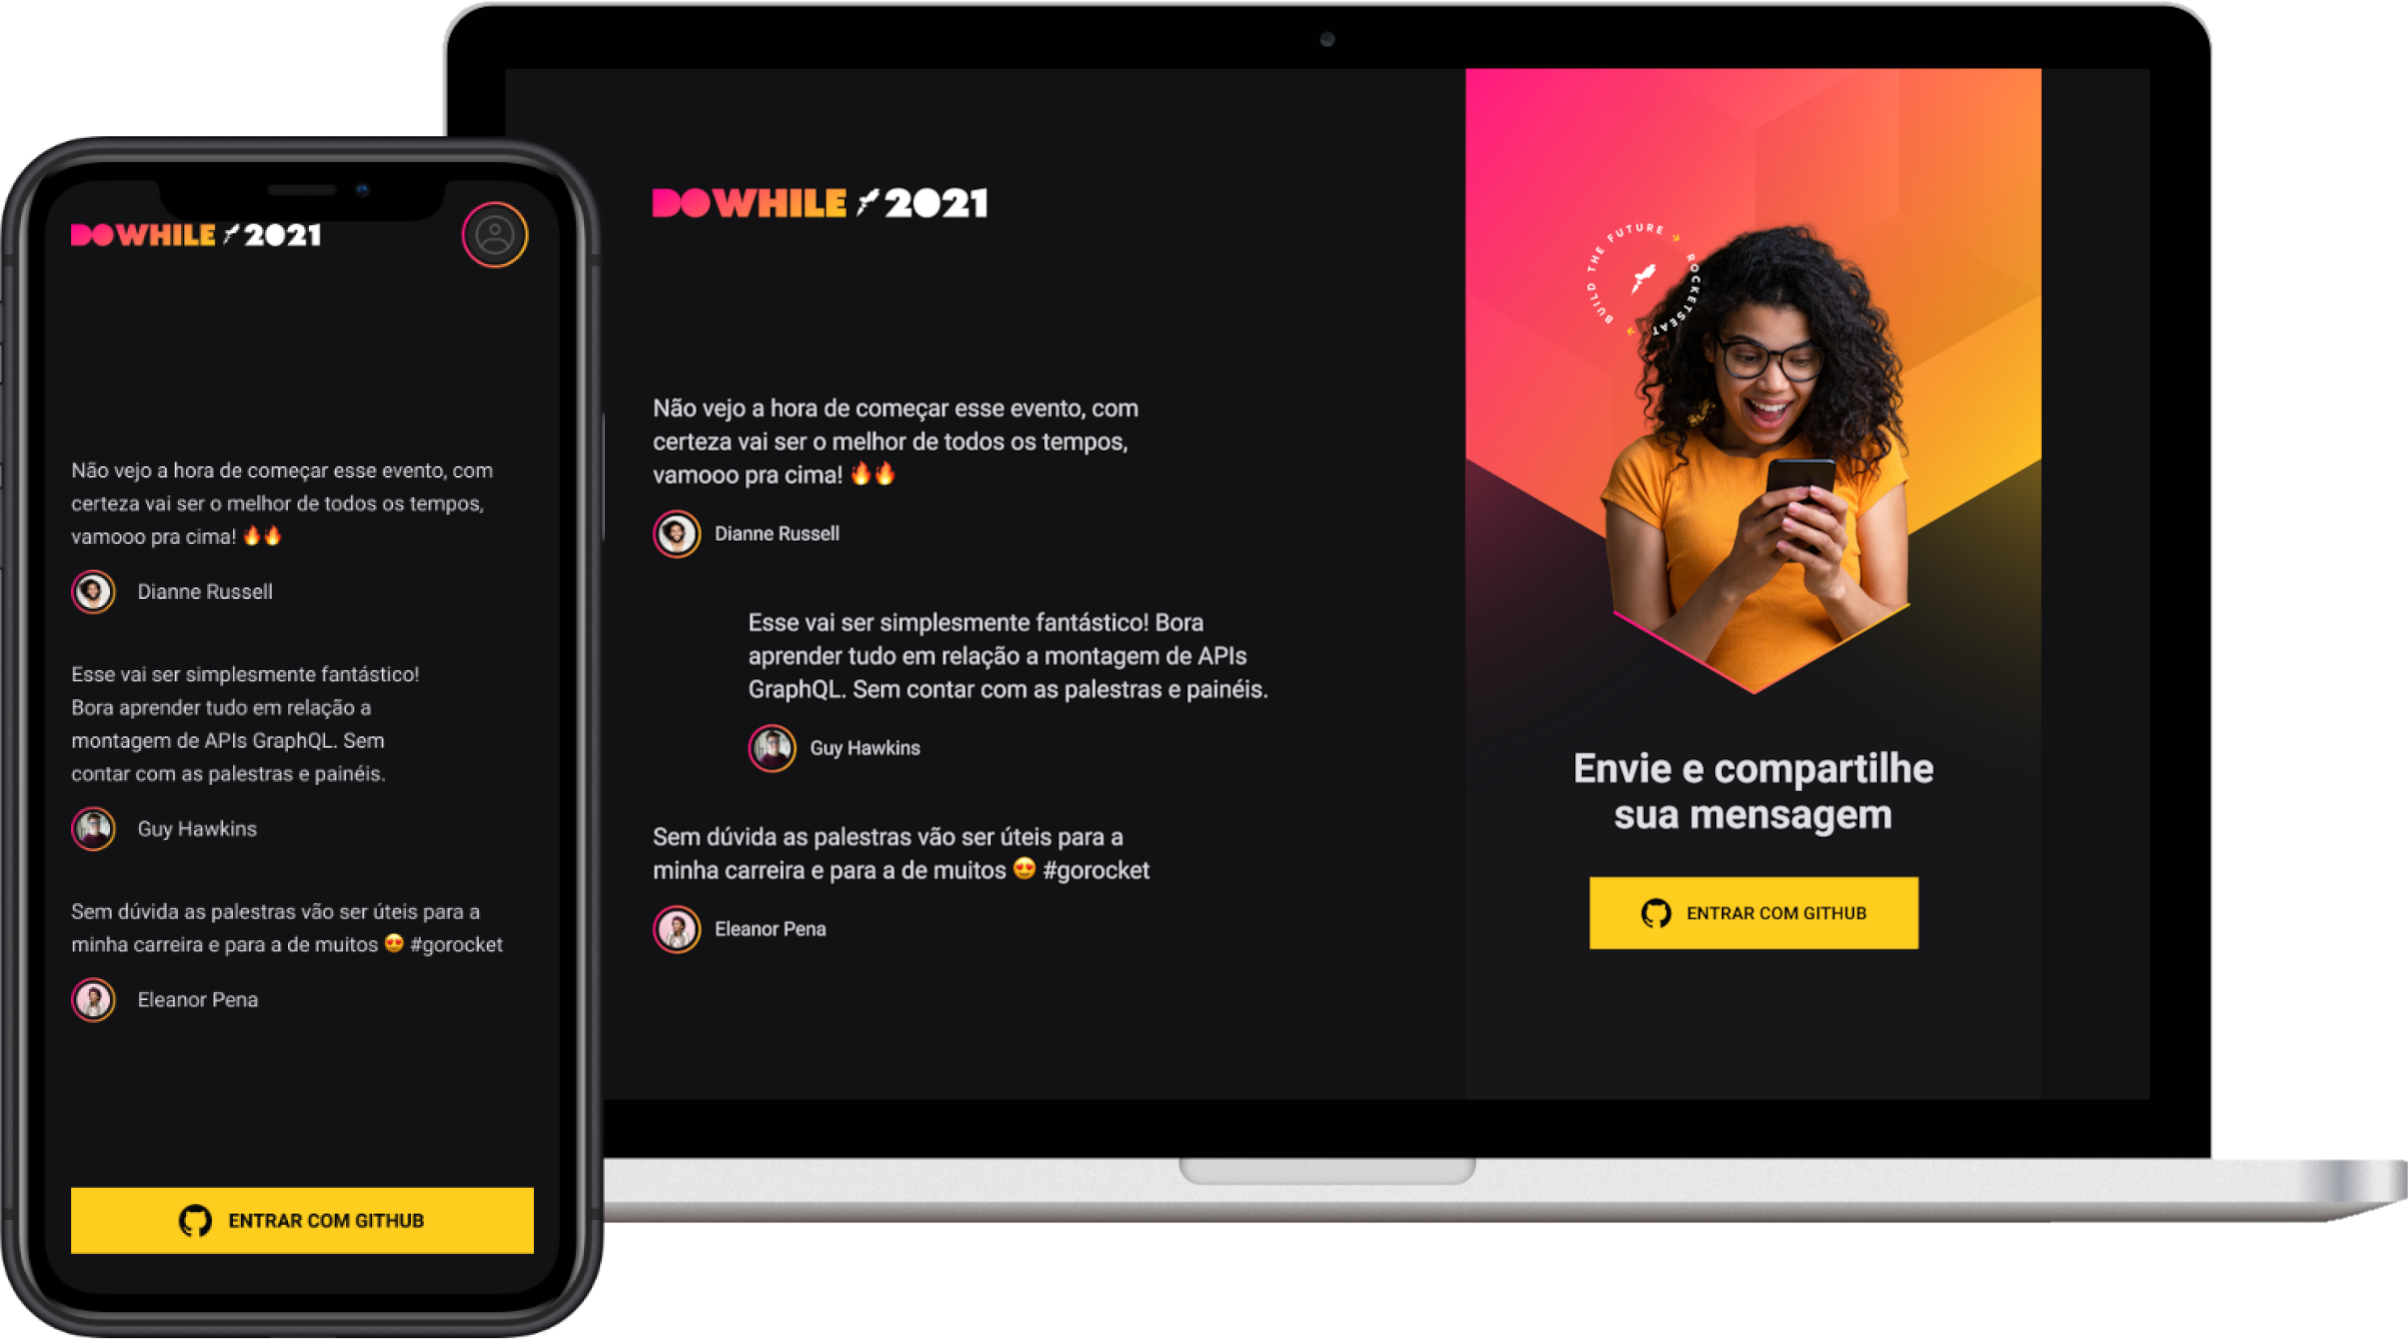 DOWHILE 2021
Não vejo a hora de começar esse evento, com
certeza vai ser o melhor de todos os tempos,
vamooo pra cima! 🔥🔥
Dianne Russell
Esse vai ser simplesmente fantástico!
Bora aprender tudo em relação a
montagem de APIs GraphQL. Sem
contar com as palestras e painéis.
Guy Hawkins
Sem dúvida as palestras vão ser úteis para a
minha carreira e para a de muitos 😍 #gorocket
Eleanor Pena
ENTRAR COM GITHUB
DOWHILE 2021
Não vejo a hora de começar esse evento, com
certeza vai ser o melhor de todos os tempos,
vamooo pra cima! 🔥🔥
Dianne Russell
Esse vai ser simplesmente fantástico! Bora
aprender tudo em relação a montagem de APIs
GraphQL. Sem contar com as palestras e painéis.
Guy Hawkins
Sem dúvida as palestras vão ser úteis para a
minha carreira e para a de muitos 😍 #gorocket
Eleanor Pena
BUILD THE FUTURE → ROCKETSEAT →
Envie e compartilhe
sua mensagem
ENTRAR COM GITHUB